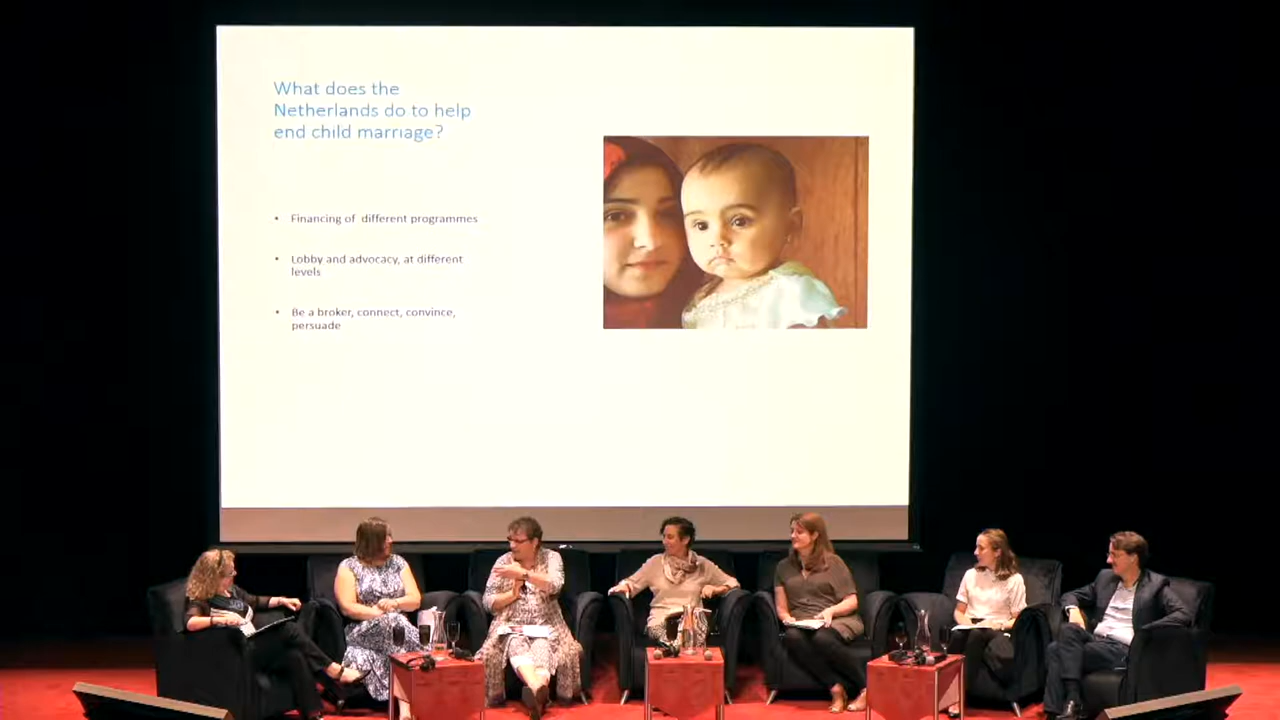 What does the
Netherlands do to help
end child marriage?
• Financing of different programmes
• Lobby and advocacy, at different
levels
• Be a broker, connect, convince,
persuade